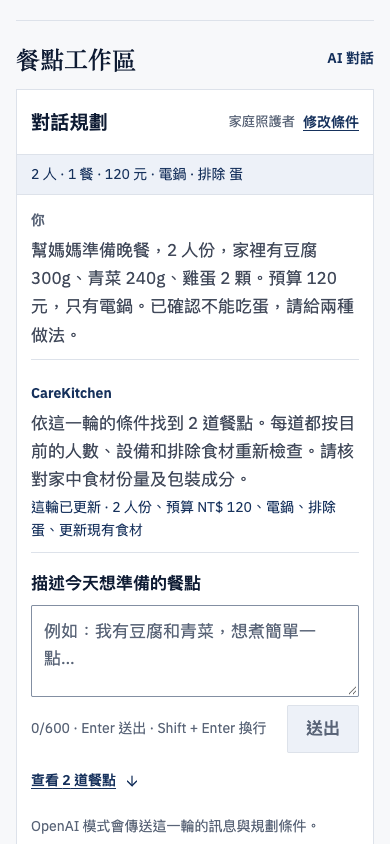 餐點工作區
AI 對話
對話規劃
家庭照護者 修改條件
2 人 · 1 餐 · 120 元 · 電鍋 · 排除 蛋
你
幫媽媽準備晚餐，2 人份，家裡有豆腐
300g、青菜 240g、雞蛋 2 顆。預算 120
元，只有電鍋。已確認不能吃蛋，請給兩種
做法。
CareKitchen
依這一輪的條件找到 2 道餐點。每道都按目
前的人數、設備和排除食材重新檢查。請核
對家中食材份量及包裝成分。
這輪已更新 · 2 人份、預算 NT$ 120、電鍋、排除
蛋、更新現有食材
描述今天想準備的餐點
例如：我有豆腐和青菜，想煮簡單一
點...
0/600 · Enter 送出 · Shift + Enter 換行
送出
查看 2 道餐點 ↓
OpenAI 模式會傳送這一輪的訊息與規劃條件。